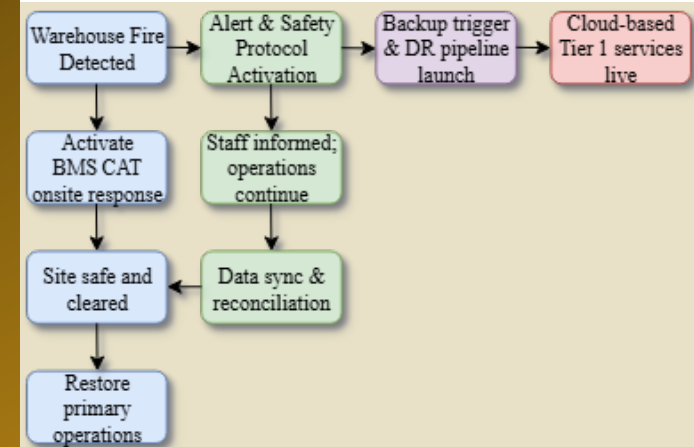 Warehouse Fire
Detected
Alert & Safety
Protocol
Activation
Backup trigger
& DR pipeline
launch
Cloud-based
Tier 1 services
live
Activate
BMS CAT
onsite response
Staff informed;
operations
continue
Site safe and
cleared
Data sync &
reconciliation
Restore
primary
operations